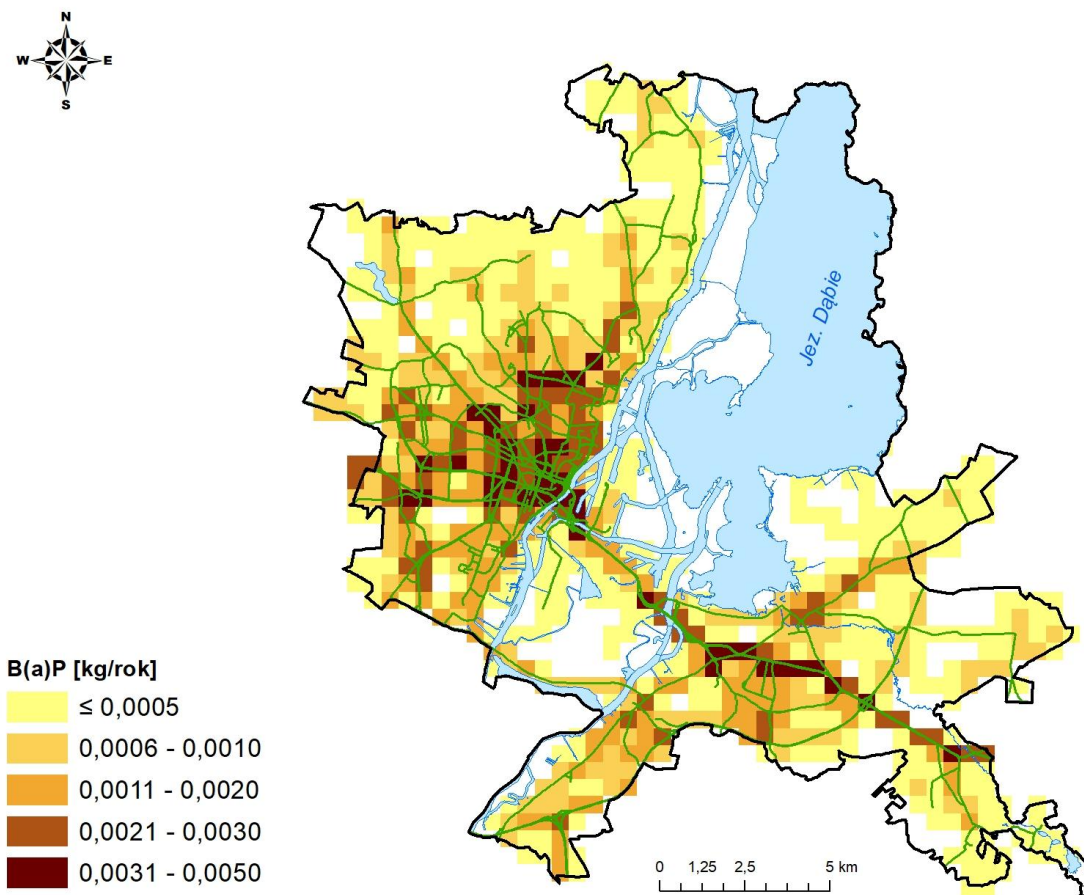 N
W E
S
Jez. Dąbie
B(a)P [kg/rok]
≤ 0,0005
0,0006 - 0,0010
0,0011 - 0,0020
0,0021 - 0,0030
0,0031 - 0,0050
0 1,25 2,5 5 km